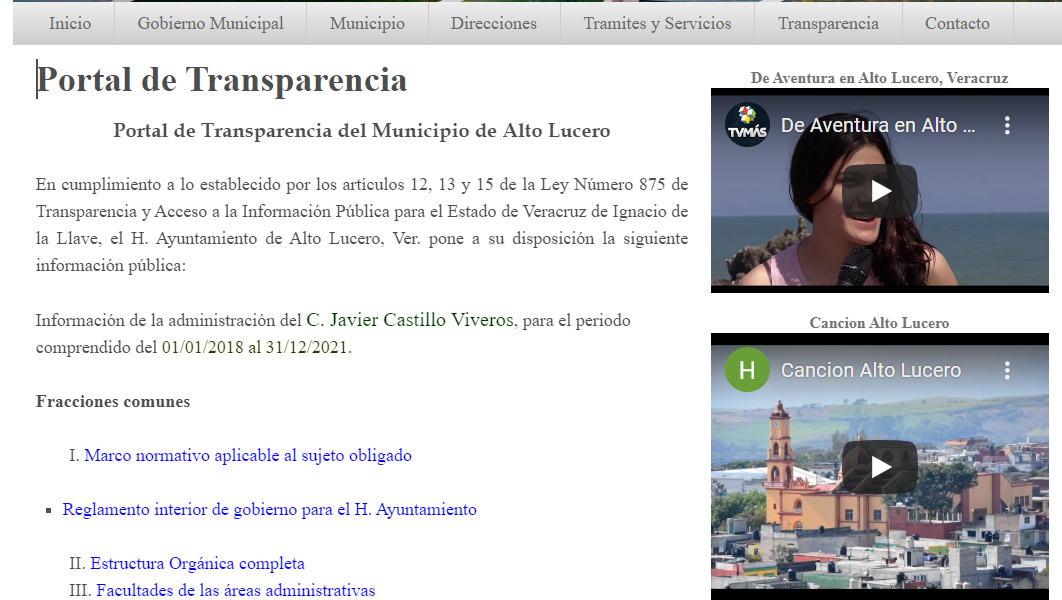 Inicio Gobierno Municipal Municipio Direcciones Tramites y Servicios Transparencia Contacto
Portal de Transparencia
Portal de Transparencia del Municipio de Alto Lucero
En cumplimiento a lo establecido por los artículos 12, 13 y 15 de la Ley Número 875 de
Transparencia y Acceso a la Información Pública para el Estado de Veracruz de Ignacio de
la Llave, el H. Ayuntamiento de Alto Lucero, Ver. pone a su disposición la siguiente
información pública:
Información de la administración del C. Javier Castillo Viveros, para el periodo
comprendido del 01/01/2018 al 31/12/2021.
Fracciones comunes
I. Marco normativo aplicable al sujeto obligado
Reglamento interior de gobierno para el H. Ayuntamiento
II. Estructura Orgánica completa
III. Facultades de las áreas administrativas
De Aventura en Alto Lucero, Veracruz
TVMÁS De Aventura en Alto ...
Cancion Alto Lucero
H Cancion Alto Lucero